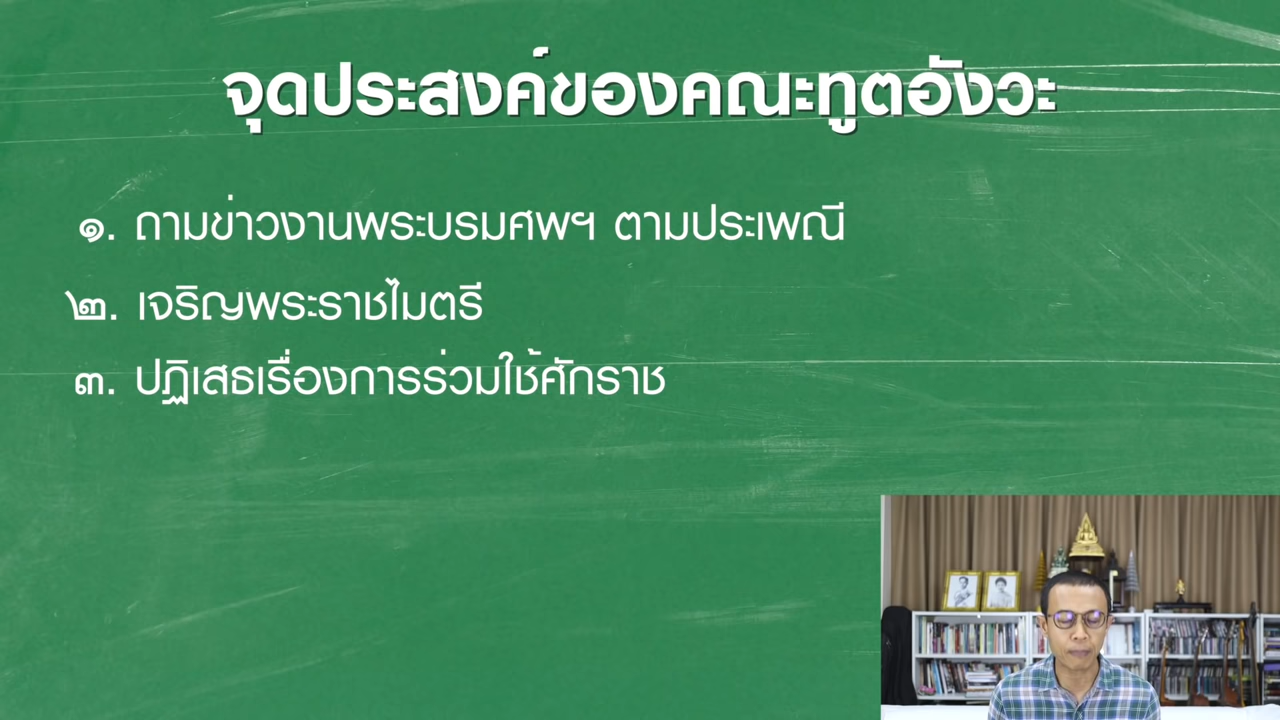 จุดประสงค์ของคณะทูตอังวะ
๑. ถามข่าวงานพระบรมศพฯ ตามประเพณี
๒. เจริญพระราชไมตรี
๓. ปฏิเสธเรื่องการร่วมใช้ศักราช